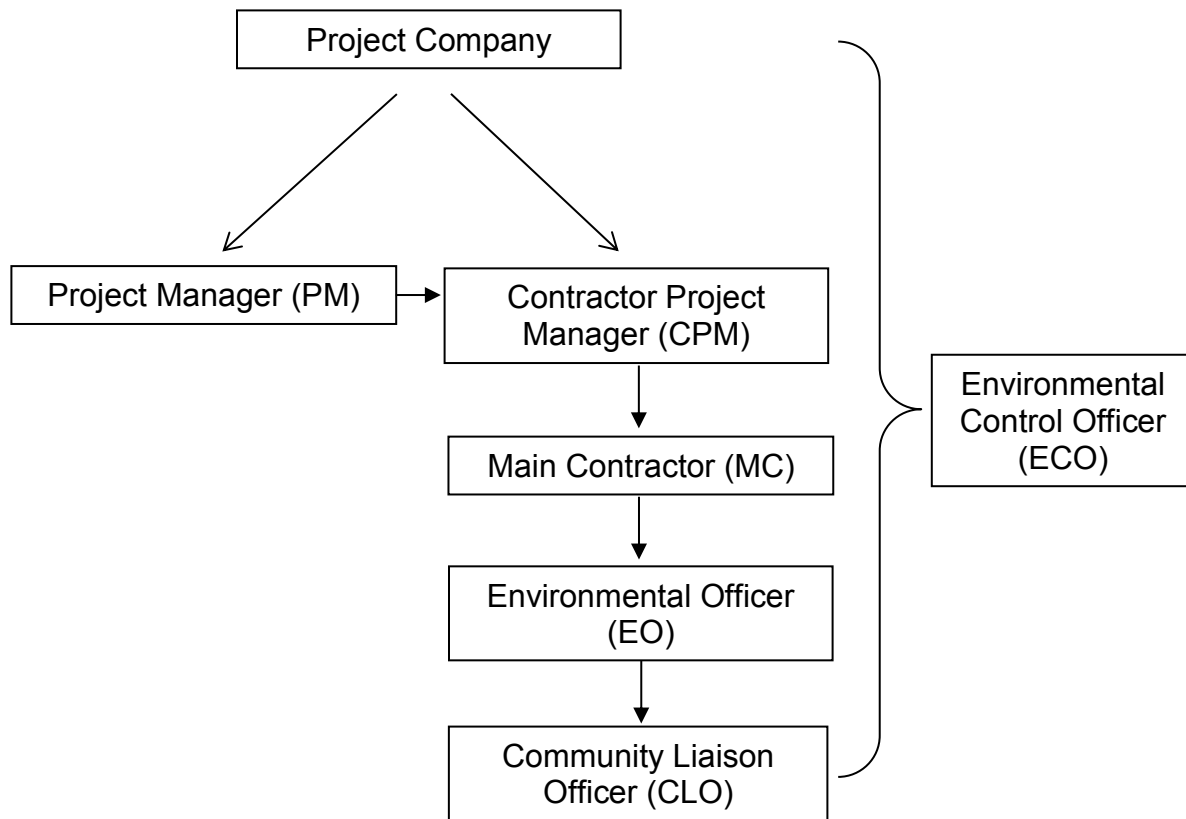 Project Company
Project Manager (PM)
Contractor Project
Manager (CPM)
Main Contractor (MC)
Environmental
Control Officer
(ECO)
Environmental Officer
(EO)
Community Liaison
Officer (CLO)